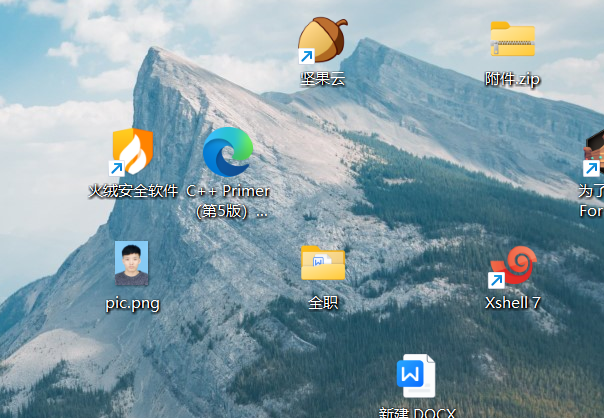 坚果云
附件.zip
火绒安全软件
C++ Primer
(第5版) ...
为了
For
pic.png
全职
Xshell 7
新建 DOCX